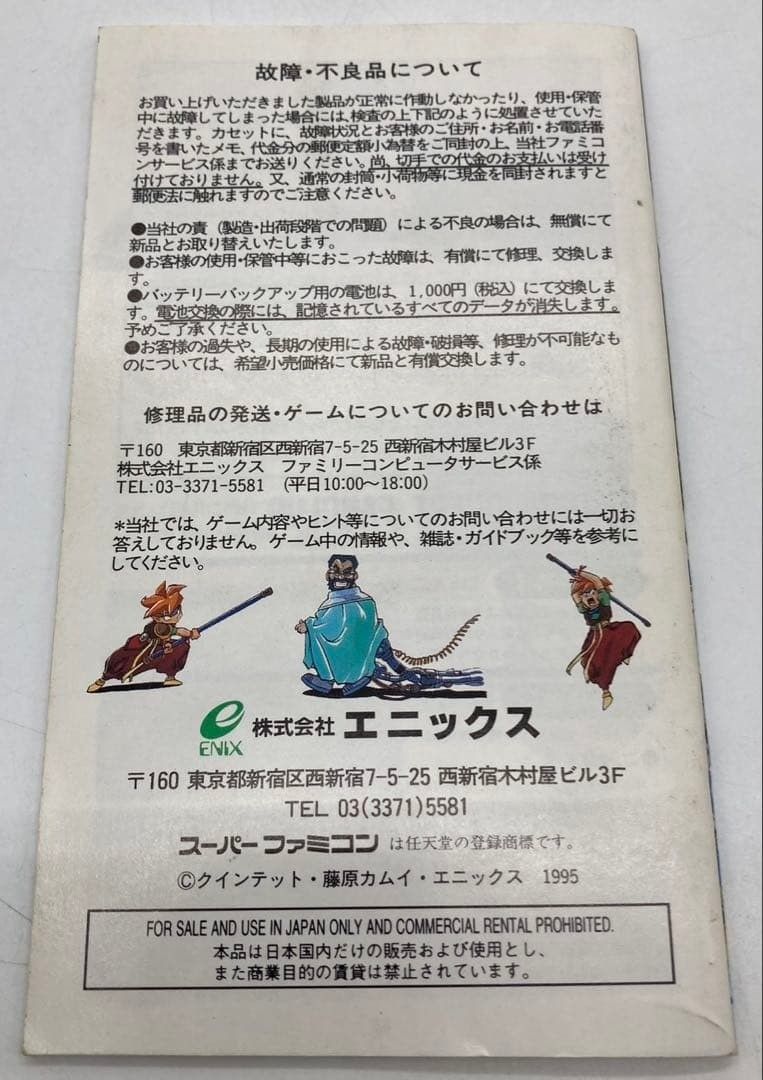 故障・不良品について
お買い上げいただきました製品が正常に作動しなかったり、使用・保管
中に故障してしまった場合には、検査の上下記のように処置させていた
だきます。カセットに、故障状況とお客様のご住所・お名前・お電話番
号を書いたメモ、代金分の郵便定額小為替をご同封の上、当社ファミコ
ンサービス係までお送りください。尚、切手での代金のお支払いは受け
付けておりません。又、通常の封筒・小荷物等に現金を同封されますと
郵便法に触れますのでご注意ください。
●当社の責（製造・出荷段階での問題）による不良の場合は、無償にて
新品とお取り替えいたします。
●お客様の使用・保管中等におこった故障は、有償にて修理、交換しま
す。
●バッテリーバックアップ用の電池は、1,000円（税込）にて交換しま
す。電池交換の際には、記憶されているすべてのデータが消失します。
予めご了承ください。
●お客様の過失や、長期の使用による故障・破損等、修理が不可能なも
のについては、希望小売価格にて新品と有償交換します。
修理品の発送・ゲームについてのお問い合わせは
〒160 東京都新宿区西新宿7-5-25 西新宿木村屋ビル3F
株式会社エニックス ファミリーコンピュータサービス係
TEL:03-3371-5581 （平日10:00～18:00）
*当社では、ゲーム内容やヒント等についてのお問い合わせには一切お
答えしておりません。ゲーム中の情報や、雑誌・ガイドブック等を参考に
してください。
ENIX 株式会社 エニックス
〒160 東京都新宿区西新宿7-5-25 西新宿木村屋ビル3F
TEL 03(3371)5581
スーパーファミコン は任天堂の登録商標です。
©クインテット・藤原カムイ・エニックス 1995
FOR SALE AND USE IN JAPAN ONLY AND COMMERCIAL RENTAL PROHIBITED.
本品は日本国内だけの販売および使用とし、
また商業目的の賃貸は禁止されています。